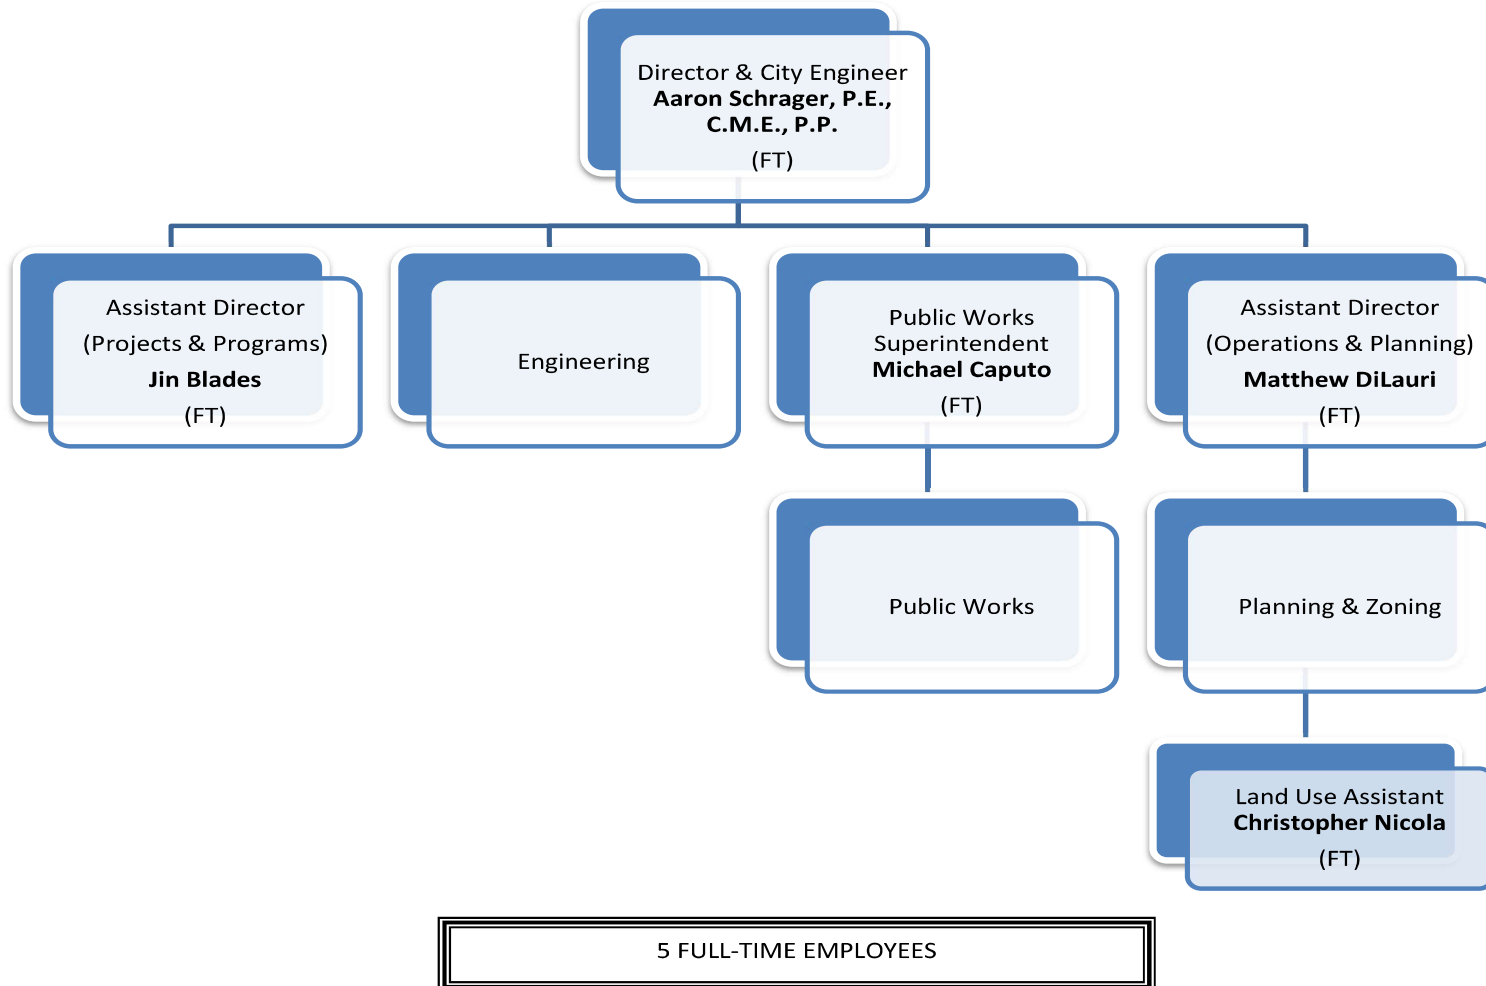 Director & City Engineer
Aaron Schrager, P.E.,
C.M.E., P.P.
(FT)
Assistant Director
(Projects & Programs)
Jin Blades
(FT)
Engineering
Public Works
Superintendent
Michael Caputo
(FT)
Assistant Director
(Operations & Planning)
Matthew DiLauri
(FT)
Public Works
Planning & Zoning
Land Use Assistant
Christopher Nicola
(FT)
5 FULL-TIME EMPLOYEES